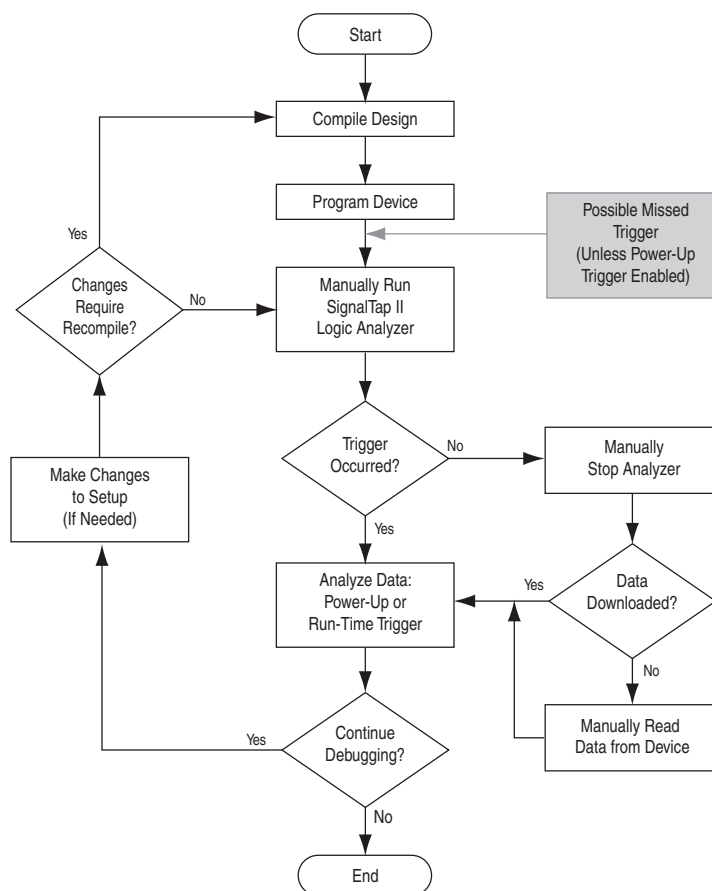 Start
Compile Design
Program Device
Possible Missed
Trigger
(Unless Power-Up
Trigger Enabled)
Yes
Changes
Require
Recompile?
No
Manually Run
SignalTap II
Logic Analyzer
Trigger
Occurred?
No
Manually
Stop Analyzer
Make Changes
to Setup
(If Needed)
Yes
Analyze Data:
Power-Up or
Run-Time Trigger
Yes
Data
Downloaded?
No
Manually Read
Data from Device
Yes
Continue
Debugging?
No
End